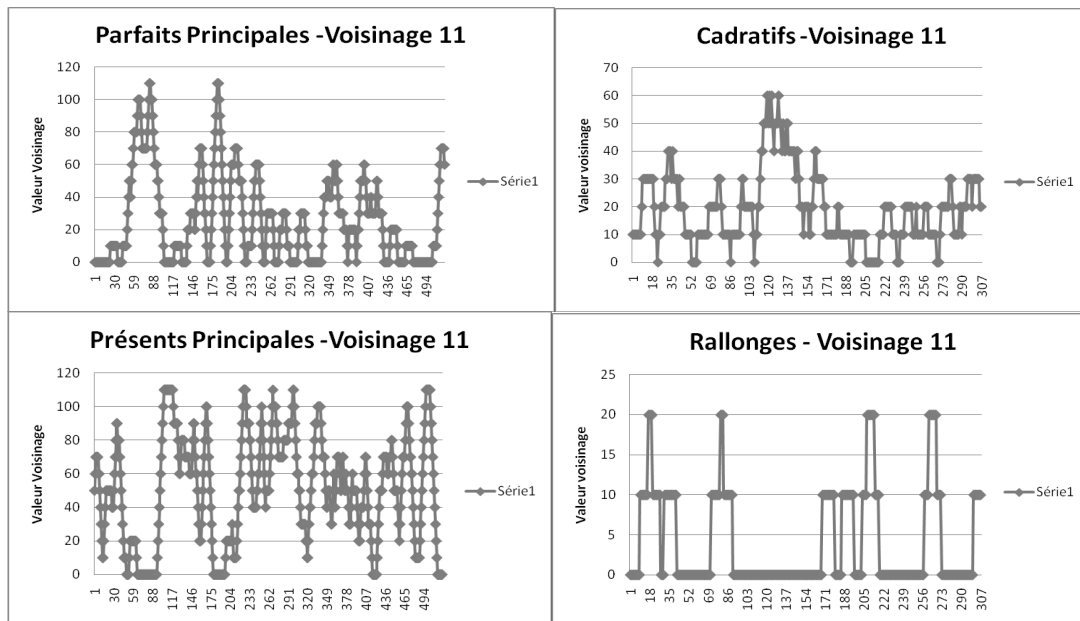 Parfaits Principales -Voisinage 11
Valeur Voisinage
120
100
80
60
40
20
0
1 30 59 88 117 146 175 204 233 262 291 320 349 378 407 436 465 494
Série1
Cadratifs -Voisinage 11
Valeur voisinage
70
60
50
40
30
20
10
0
1 18 35 52 69 86 103 120 137 154 171 188 205 222 239 256 273 290 307
Série1
Présents Principales -Voisinage 11
Valeur Voisinage
120
100
80
60
40
20
0
1 30 59 88 117 146 175 204 233 262 291 320 349 378 407 436 465 494
Série1
Rallonges - Voisinage 11
Valeur Voisinage
25
20
15
10
5
0
1 18 35 52 69 86 103 120 137 154 171 188 205 222 239 256 273 290 307
Série1